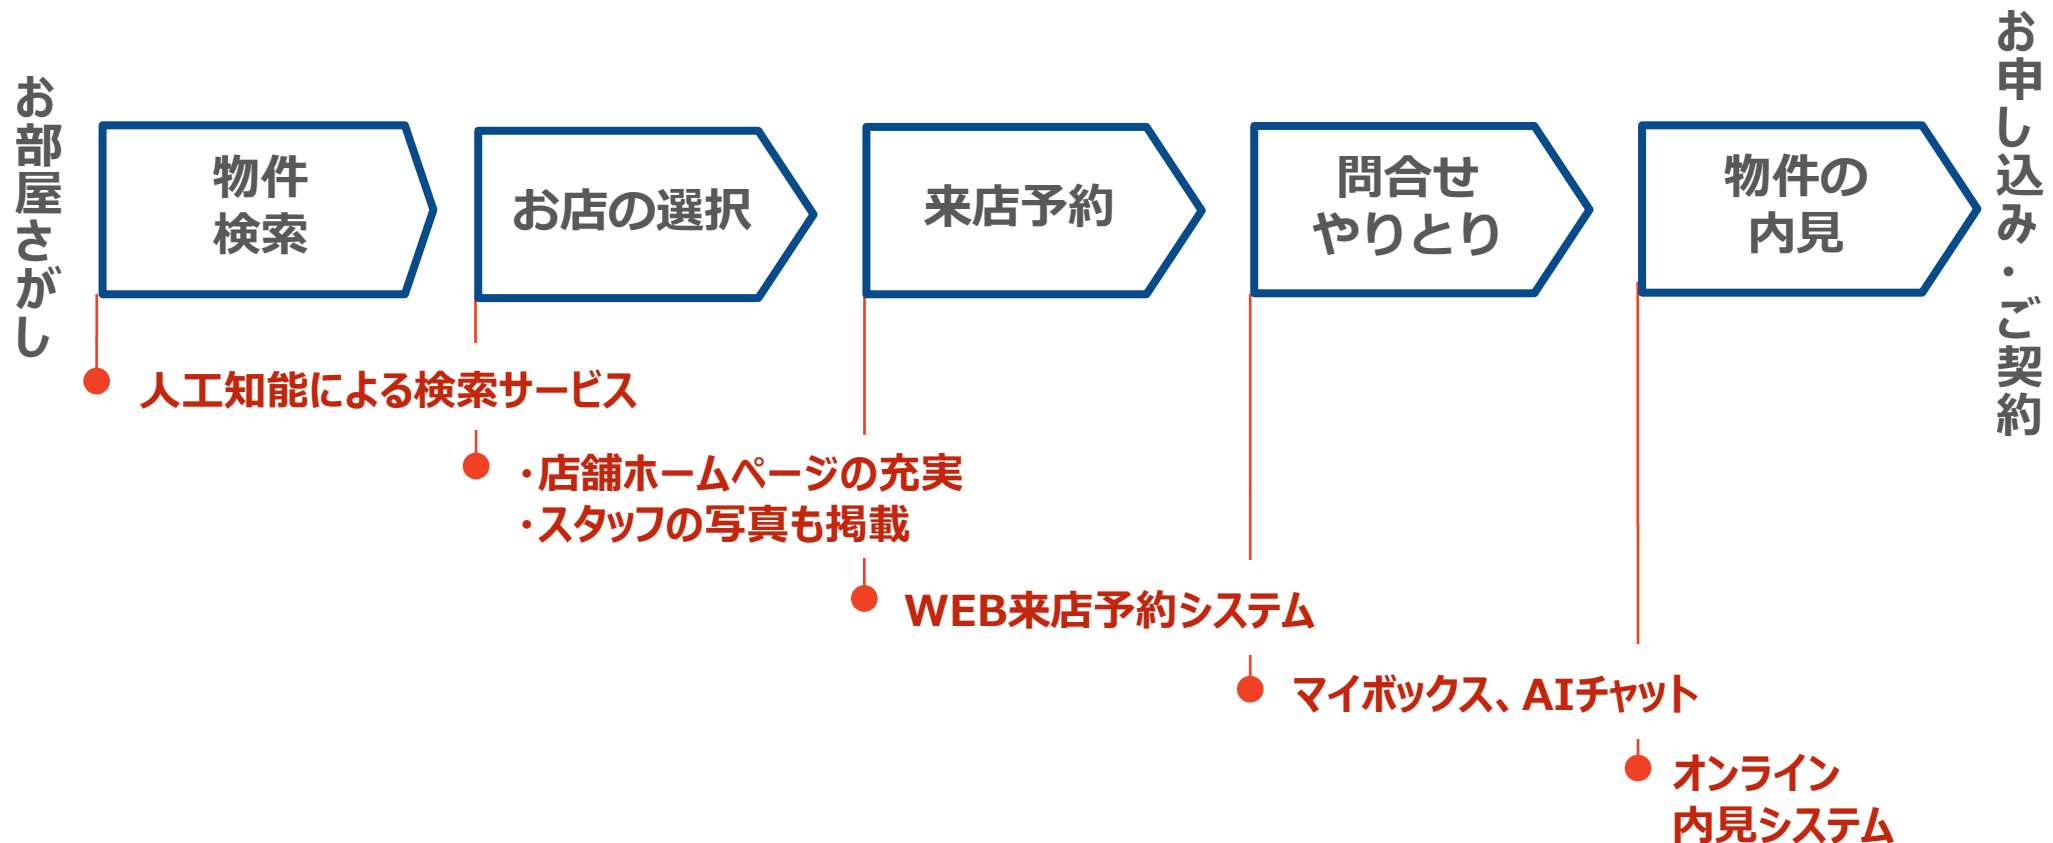 お部屋さがし
物件
検索
お店の選択
来店予約
問合せ
やりとり
物件の
内見
お申し込み・ご契約
人工知能による検索サービス
・店舗ホームページの充実
・スタッフの写真も掲載
WEB来店予約システム
マイボックス、AIチャット
オンライン
内見システム